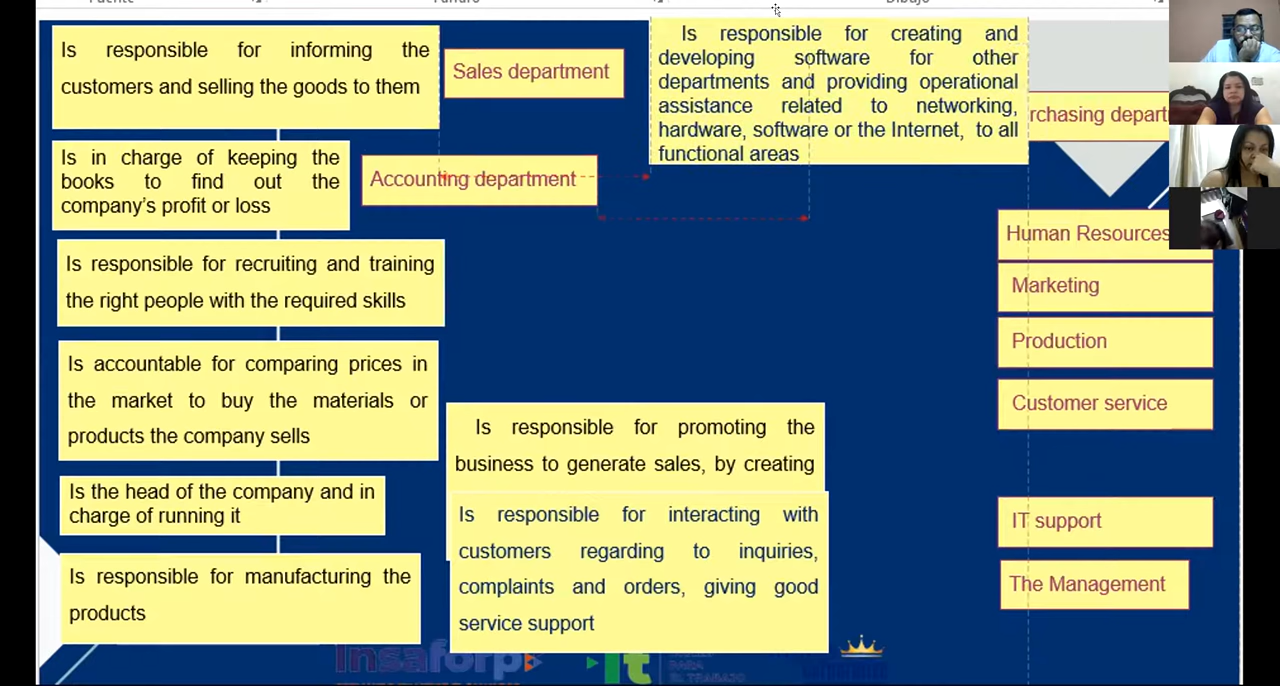 Dibujo
Is responsible for informing the
customers and selling the goods to them
Sales department
Is responsible for creating and
developing software for other
departments and providing operational
assistance related to networking,
hardware, software or the Internet, to all
functional areas
Is in charge of keeping the
books to find out the
company's profit or loss
Accounting department
Is responsible for recruiting and training
the right people with the required skills
Is accountable for comparing prices in
the market to buy the materials or
products the company sells
Is the head of the company and in
charge of running it
Is responsible for manufacturing the
products
Is responsible for promoting the
business to generate sales, by creating
Is responsible for interacting with
customers regarding to inquiries,
complaints and orders, giving good
service support
rchasing depart
Human Resources
Marketing
Production
Customer service
IT support
The Management
Insaforp